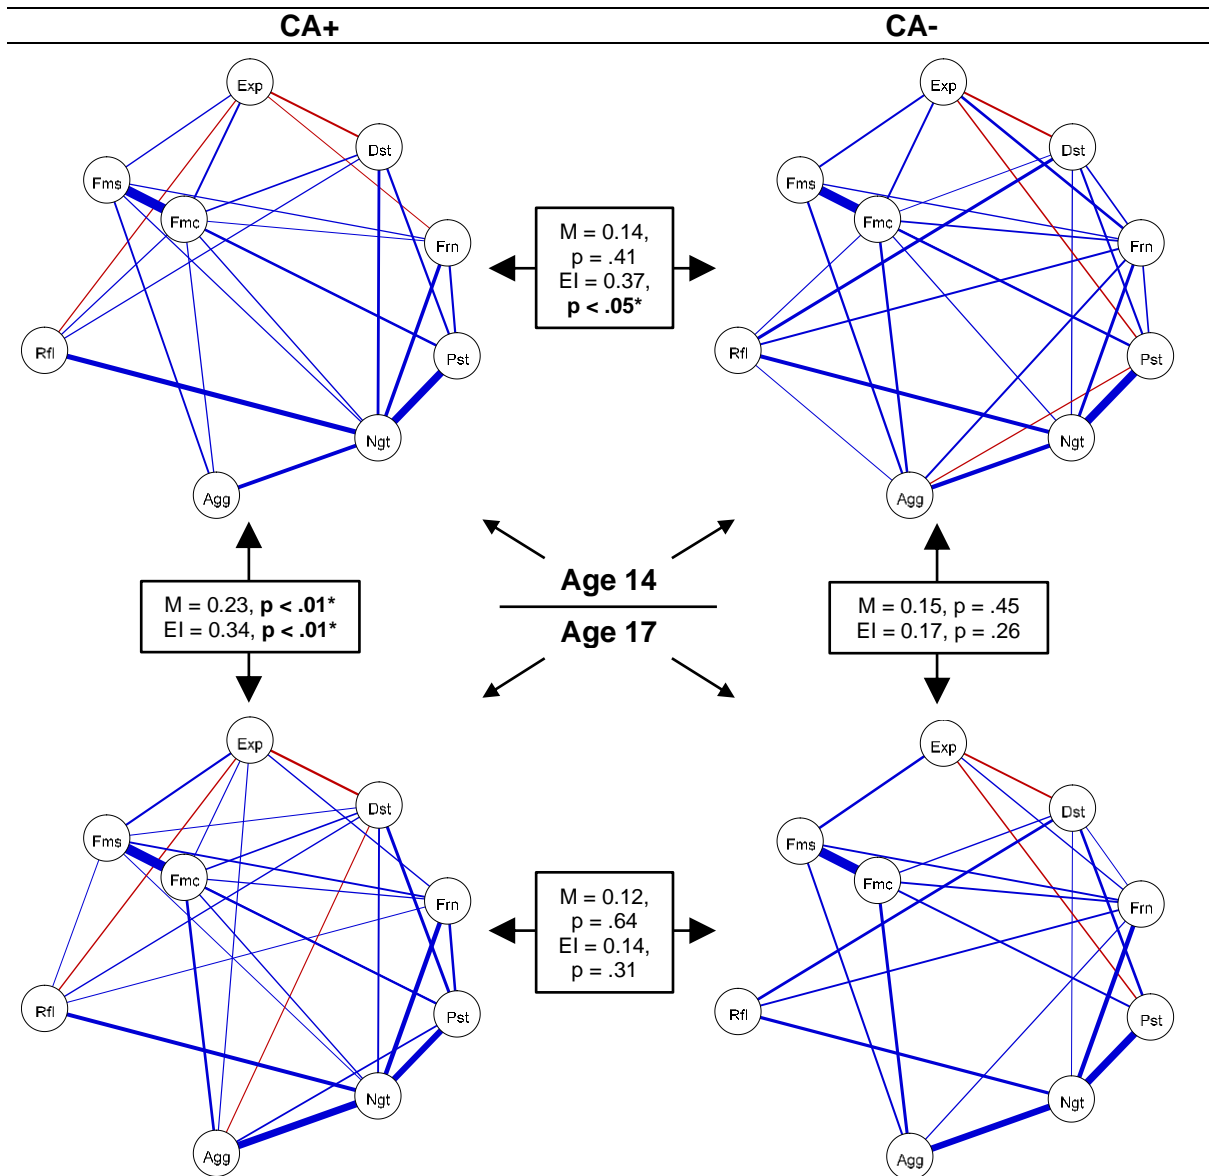 CA+
CA-
Exp
Dst
Fms
Fmc
Frn
Rfl
Pst
Ngt
Agg
Exp
Dst
Fms
Fmc
Frn
Rfl
Pst
Ngt
Agg
M = 0.14,
p = .41
EI = 0.37,
p < .05*
Age 14
Age 17
M = 0.23, p < .01*
EI = 0.34, p < .01*
M = 0.15, p = .45
EI = 0.17, p = .26
Exp
Dst
Fms
Fmc
Frn
Rfl
Pst
Ngt
Agg
M = 0.12,
p = .64
EI = 0.14,
p = .31
Exp
Dst
Fms
Fmc
Frn
Rfl
Pst
Ngt
Agg